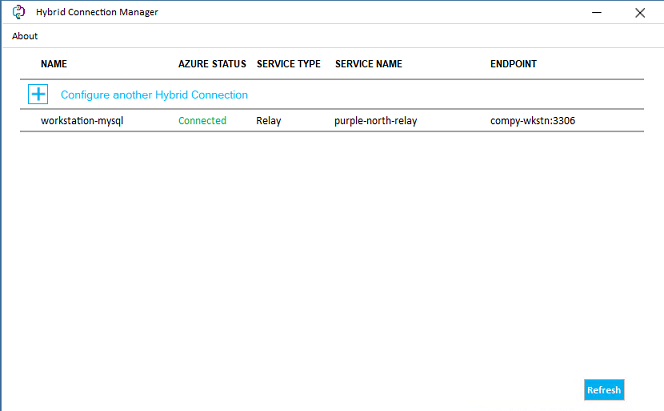 Hybrid Connection Manager
About
NAME AZURE STATUS SERVICE TYPE SERVICE NAME ENDPOINT
Configure another Hybrid Connection
workstation-mysql Connected Relay purple-north-relay compy-wkstn:3306
Refresh